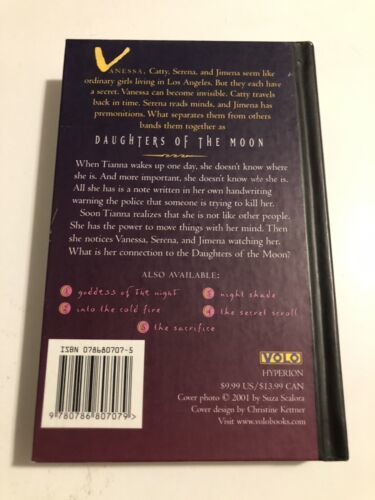 VANESSA, Catty, Serena, and Jimena seem like
ordinary girls living in Los Angeles. But they each have
a secret. Vanessa can become invisible. Catty travels
back in time. Serena reads minds, and Jimena has
premonitions. What separates them from others
bands them together as
DAUGHTERS OF THE MOON
When Tianna wakes up one day, she doesn't know where
she is. And more important, she doesn't know who she is.
All she has is a note written in her own handwriting
warning the police that someone is trying to kill her.
Soon Tianna realizes that she is not like other people.
She has the power to move things with her mind. Then
she notices Vanessa, Serena, and Jimena watching her.
What is her connection to the Daughters of the Moon?
ALSO AVAILABLE:
1 goddess of the night
2 into the cold fire
3 night shade
4 the secret scroll
5 the sacrifice
ISBN 078680707-5
9780786807079
VOLO
HYPERION
$9.99 US/$13.99 CAN
Cover photo © 2001 by Suza Scalora
Cover design by Christine Kettner
Visit www.volobooks.com